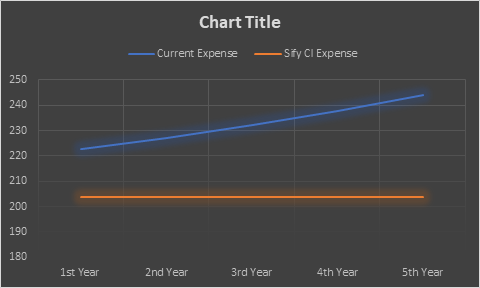 Chart Title
Current Expense
Sify CI Expense
250
240
230
220
210
200
190
180
1st Year
2nd Year
3rd Year
4th Year
5th Year